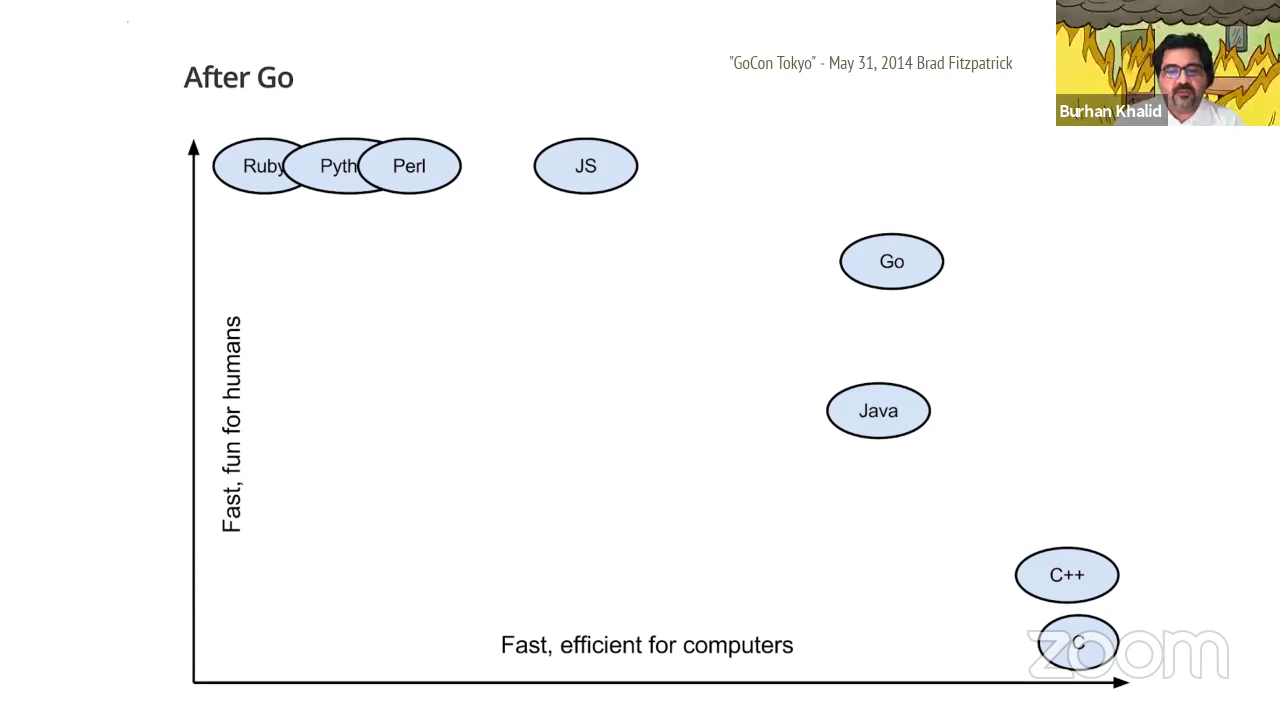 After Go
"GoCon Tokyo" - May 31, 2014 Brad Fitzpatrick
Burhan Khalid
Ruby
Pyth
Perl
JS
Go
Fast, fun for humans
Java
C++
Fast, efficient for computers
C
zoom